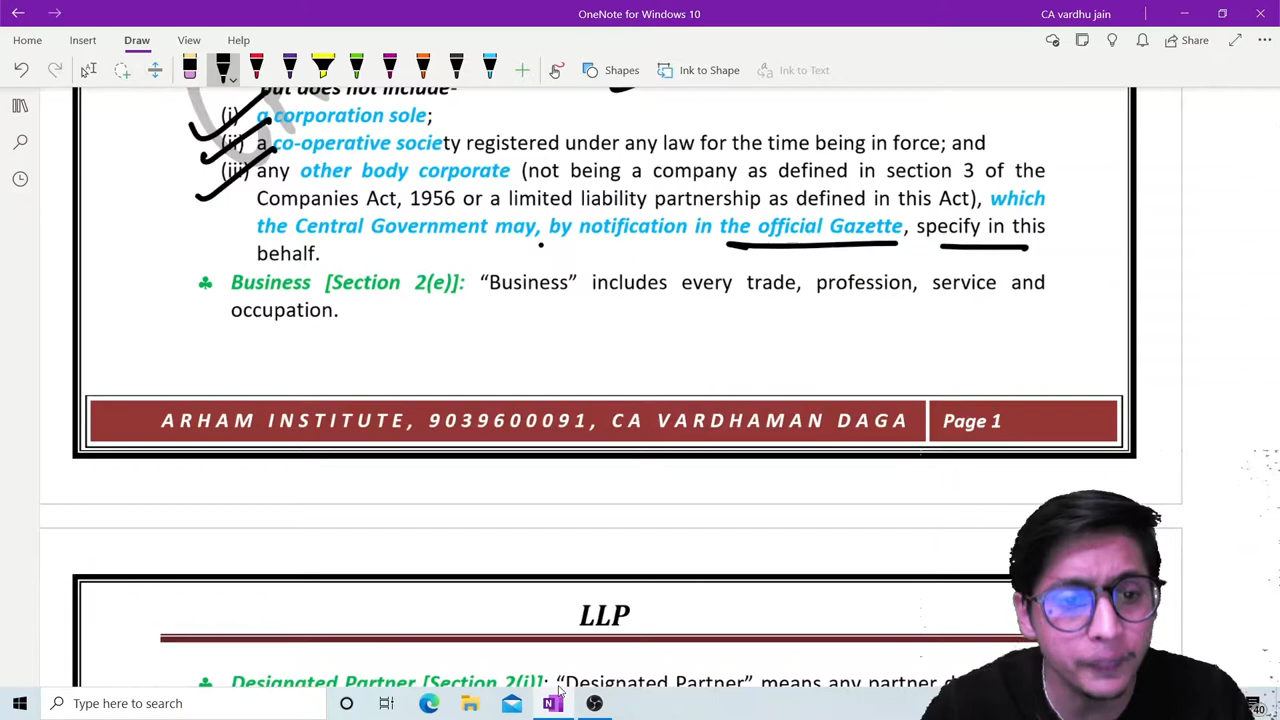 OneNote for Windows 10
CA vardhu jain
Home Insert Draw View Help
Share
Shapes
Ink to Shape
Ink to Text
but does not include-
(i) a corporation sole;
(ii) a co-operative society registered under any law for the time being in force; and
(iii) any other body corporate (not being a company as defined in section 3 of the
Companies Act, 1956 or a limited liability partnership as defined in this Act), which
the Central Government may, by notification in the official Gazette, specify in this
behalf.
♣ Business [Section 2(e)]: “Business” includes every trade, profession, service and
occupation.
ARHAM INSTITUTE, 9039600091, CA VARDHAMAN DAGA Page 1
LLP
♣ Designated Partner [Section 2(j)]: “Designated Partner” means any partner
Type here to search